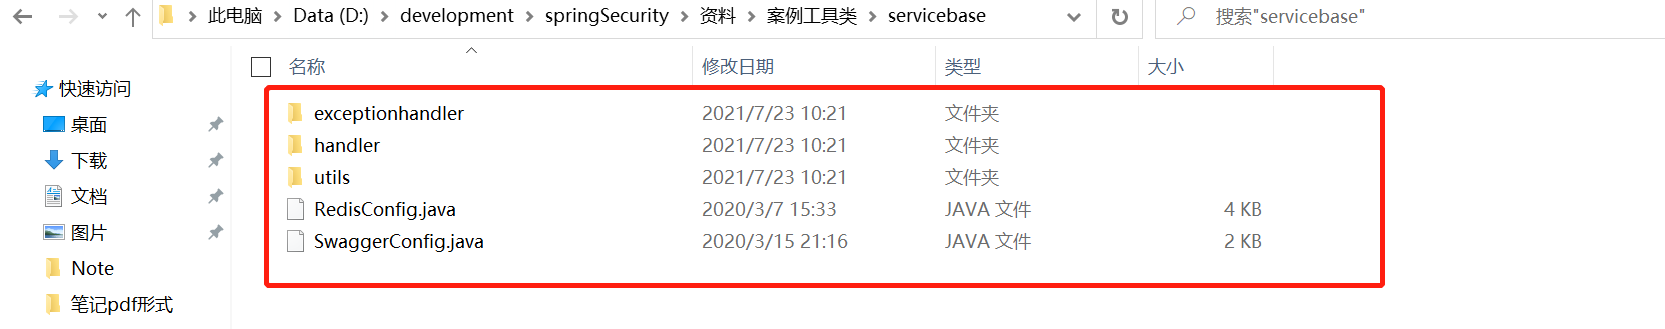 此电脑 > Data (D:) > development > springSecurity > 资料 > 案例工具类 > servicebase 搜索"servicebase"
名称 修改日期 类型 大小
快速访问
桌面
下载
文档
图片
Note
笔记pdf形式
exceptionhandler 2021/7/23 10:21 文件夹
handler 2021/7/23 10:21 文件夹
utils 2021/7/23 10:21 文件夹
RedisConfig.java 2020/3/7 15:33 JAVA 文件 4 KB
SwaggerConfig.java 2020/3/15 21:16 JAVA 文件 2 KB